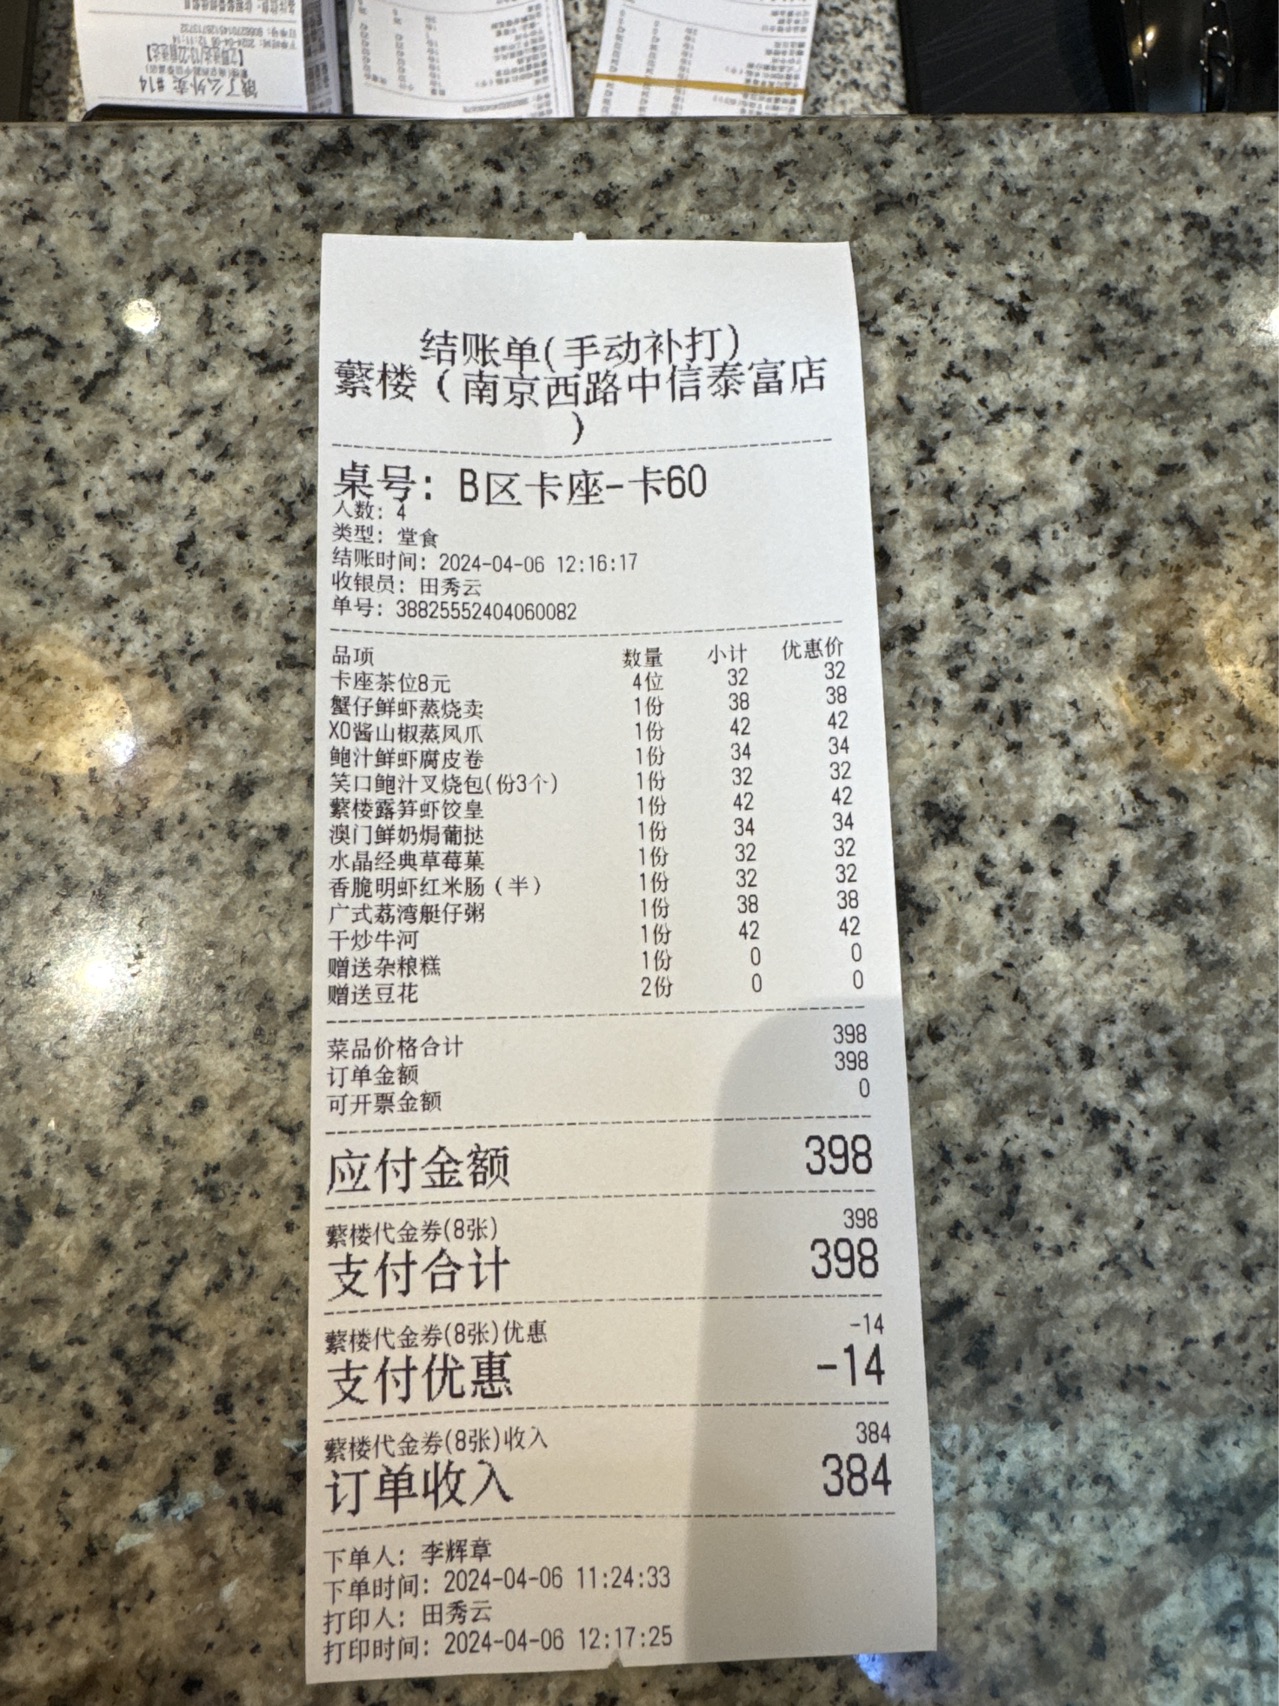 饿了么外卖 #14
结账单(手动补打)
蘩楼（南京西路中信泰富店
）
桌号: B区卡座-卡60
人数: 4
类型: 堂食
结账时间: 2024-04-06 12:16:17
收银员: 田秀云
单号: 38825552404060082
品项 数量 小计 优惠价
卡座茶位8元 4位 32 32
蟹仔鲜虾蒸烧卖 1份 38 38
XO酱山椒蒸凤爪 1份 42 42
鲍汁鲜虾腐皮卷 1份 34 34
笑口鲍汁叉烧包(份3个) 1份 32 32
蘩楼露笋虾饺皇 1份 42 42
澳门鲜奶焗葡挞 1份 34 34
水晶经典草莓菓 1份 32 32
香脆明虾红米肠（半） 1份 32 32
广式荔湾艇仔粥 1份 38 38
干炒牛河 1份 42 42
赠送杂粮糕 1份 0 0
赠送豆花 2份 0 0
菜品价格合计 398
订单金额 398
可开票金额 0
应付金额 398
蘩楼代金券(8张) 398
支付合计 398
蘩楼代金券(8张)优惠 -14
支付优惠 -14
蘩楼代金券(8张)收入 384
订单收入 384
下单人: 李辉章
下单时间: 2024-04-06 11:24:33
打印人: 田秀云
打印时间: 2024-04-06 12:17:25